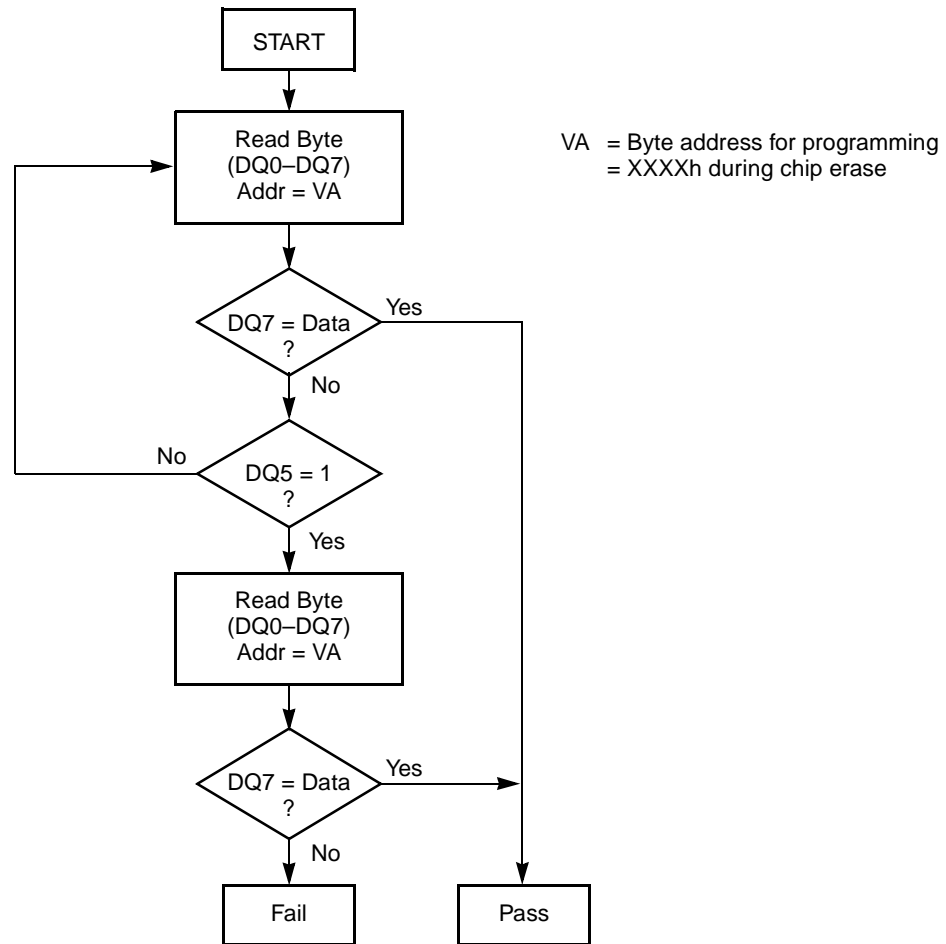 START
Read Byte
(DQ0–DQ7)
Addr = VA
VA = Byte address for programming
= XXXXh during chip erase
DQ7 = Data
?
Yes
No
No
DQ5 = 1
?
Yes
Read Byte
(DQ0–DQ7)
Addr = VA
DQ7 = Data
?
Yes
No
Fail
Pass